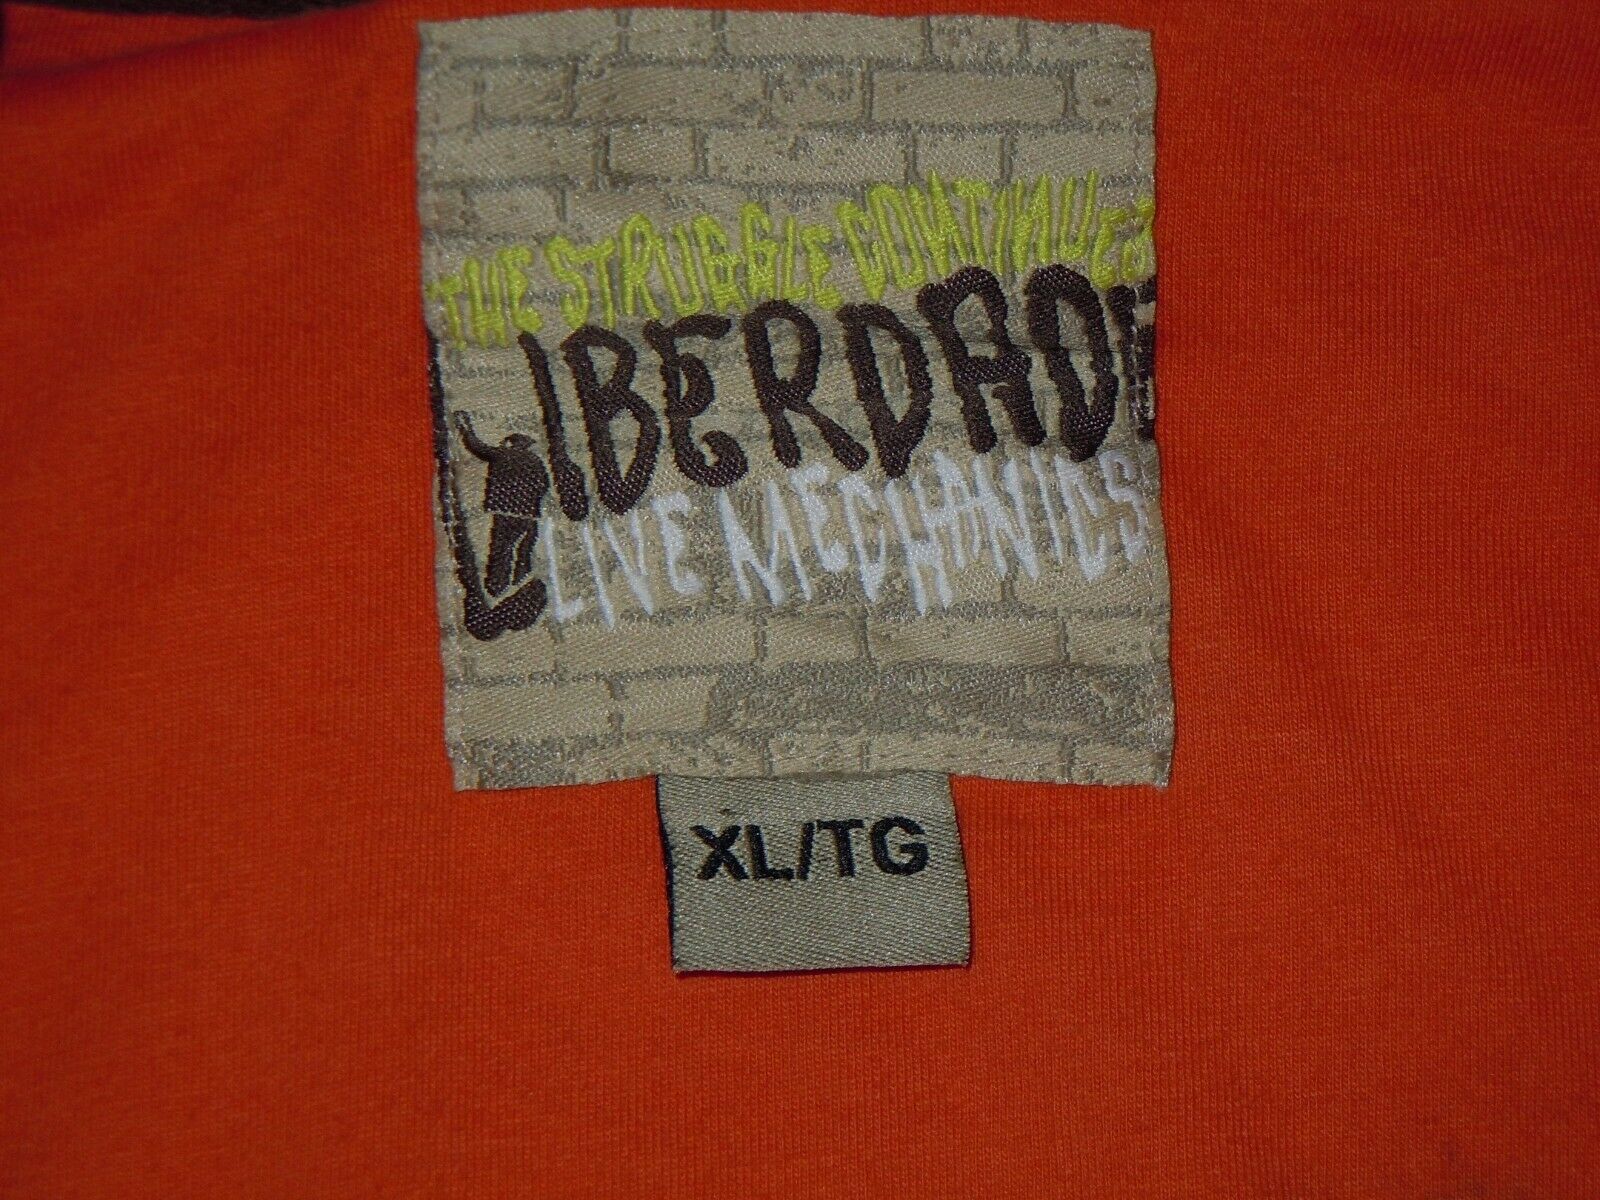 THE STRUGGLE CONTINUES
LIBERDADE
LIVE MECHANICS
XL/TG